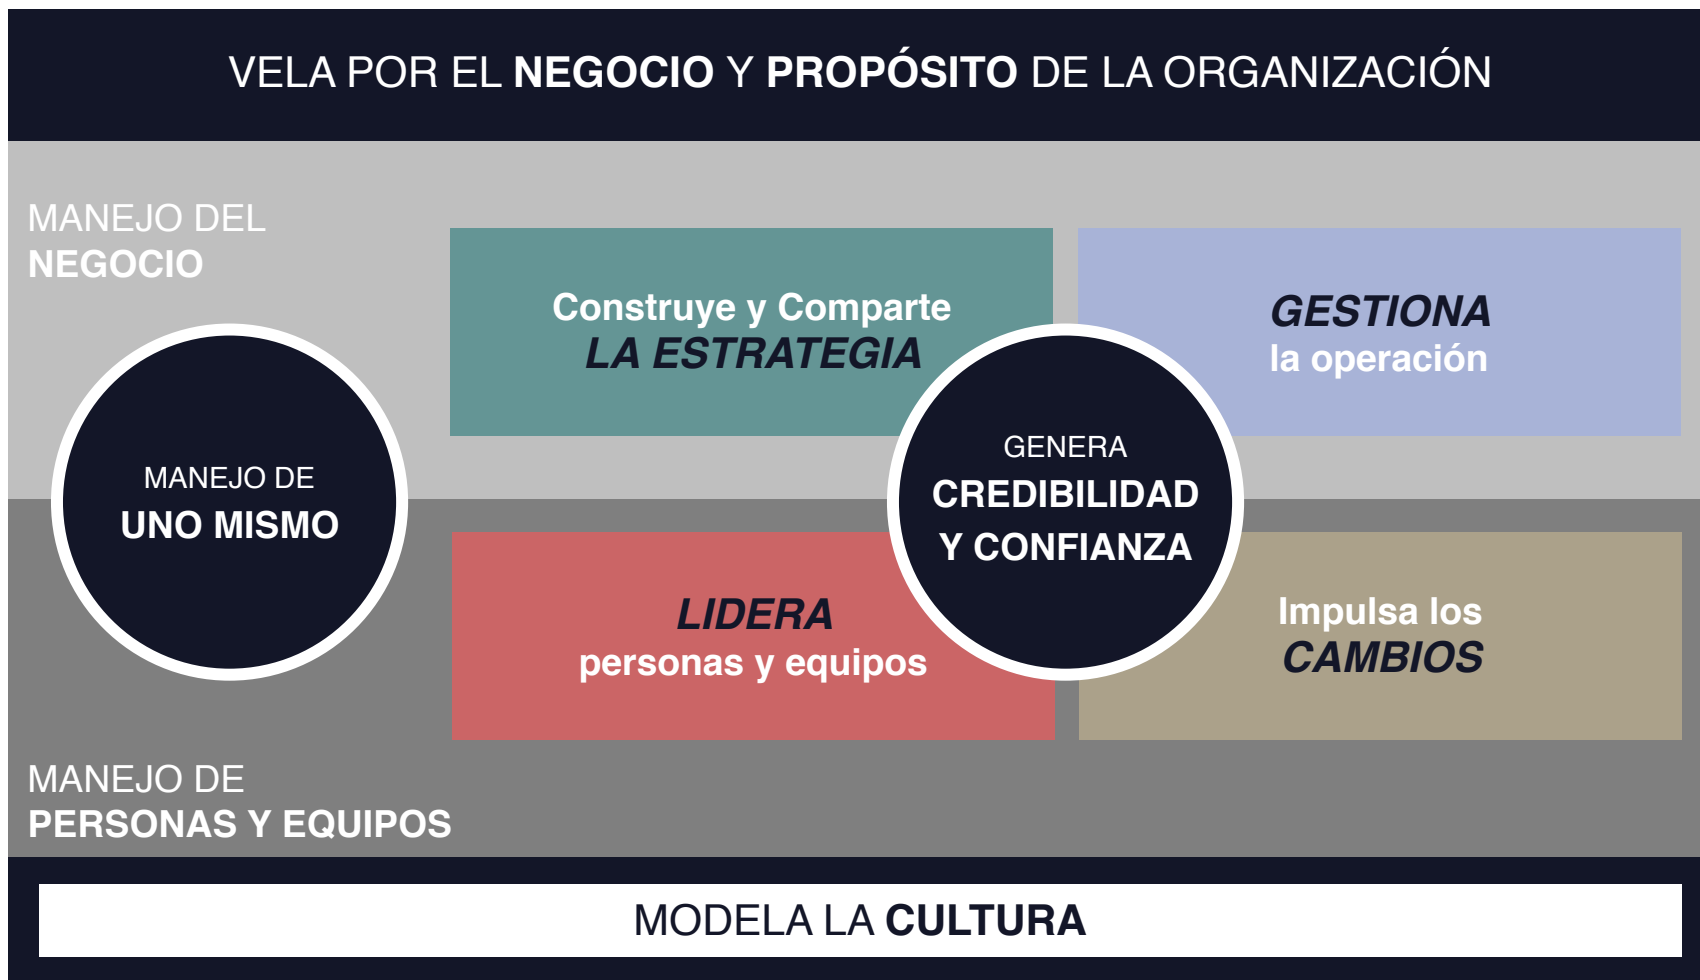 VELA POR EL NEGOCIO Y PROPÓSITO DE LA ORGANIZACIÓN
MANEJO DEL
NEGOCIO
Construye y Comparte
LA ESTRATEGIA
GESTIONA
la operación
MANEJO DE
UNO MISMO
GENERA
CREDIBILIDAD
Y CONFIANZA
LIDERA
personas y equipos
Impulsa los
CAMBIOS
MANEJO DE
PERSONAS Y EQUIPOS
MODELA LA CULTURA